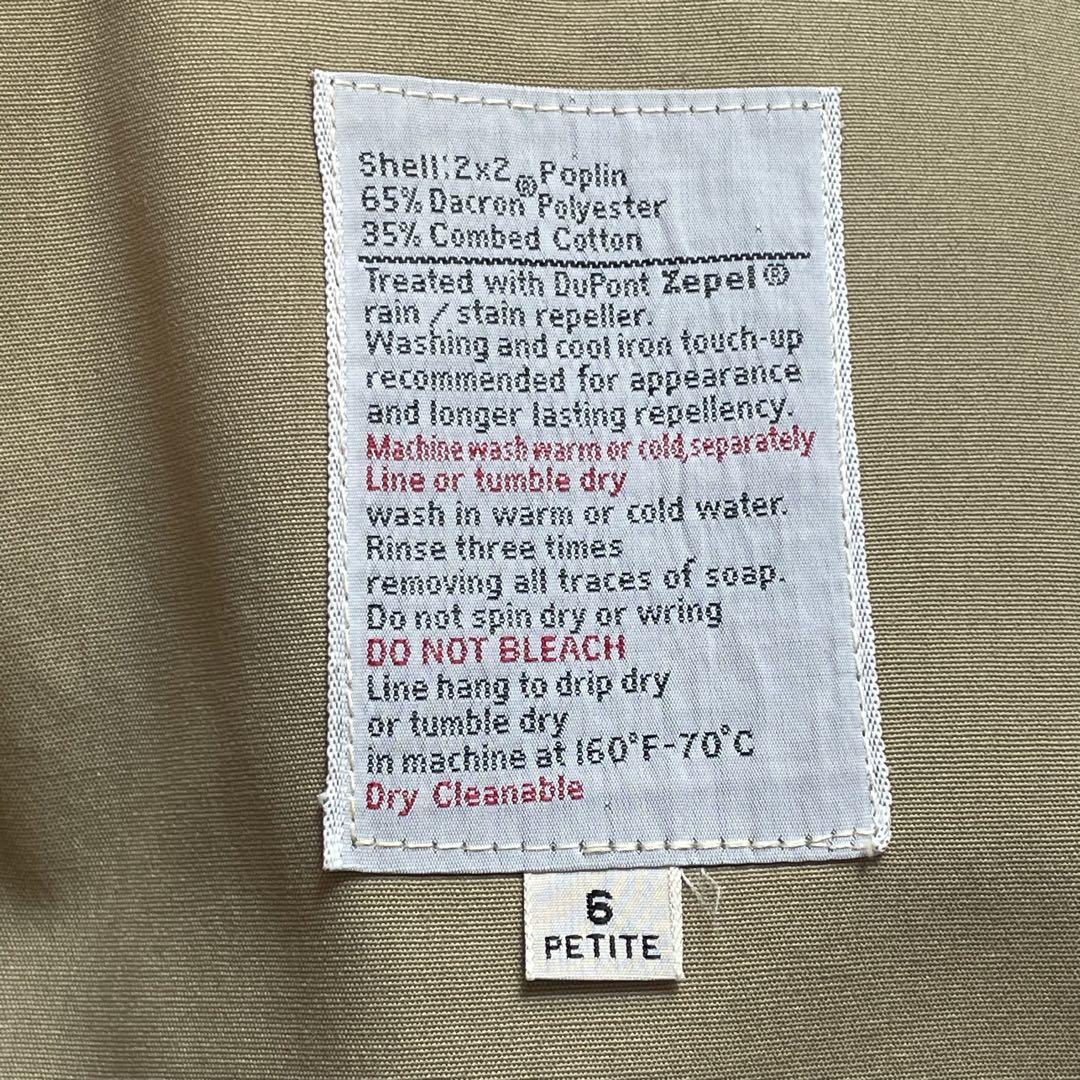 Shell: 2x2 Poplin
65% Dacron® Polyester
35% Combed Cotton
Treated with DuPont Zepel®
rain / stain repeller.
Washing and cool iron touch-up
recommended for appearance
and longer lasting repellency.
Machine wash warm or cold, separately
Line or tumble dry
wash in warm or cold water.
Rinse three times
removing all traces of soap.
Do not spin dry or wring
DO NOT BLEACH
Line hang to drip dry
or tumble dry
in machine at 160°F-70°C
Dry Cleanable
6
PETITE